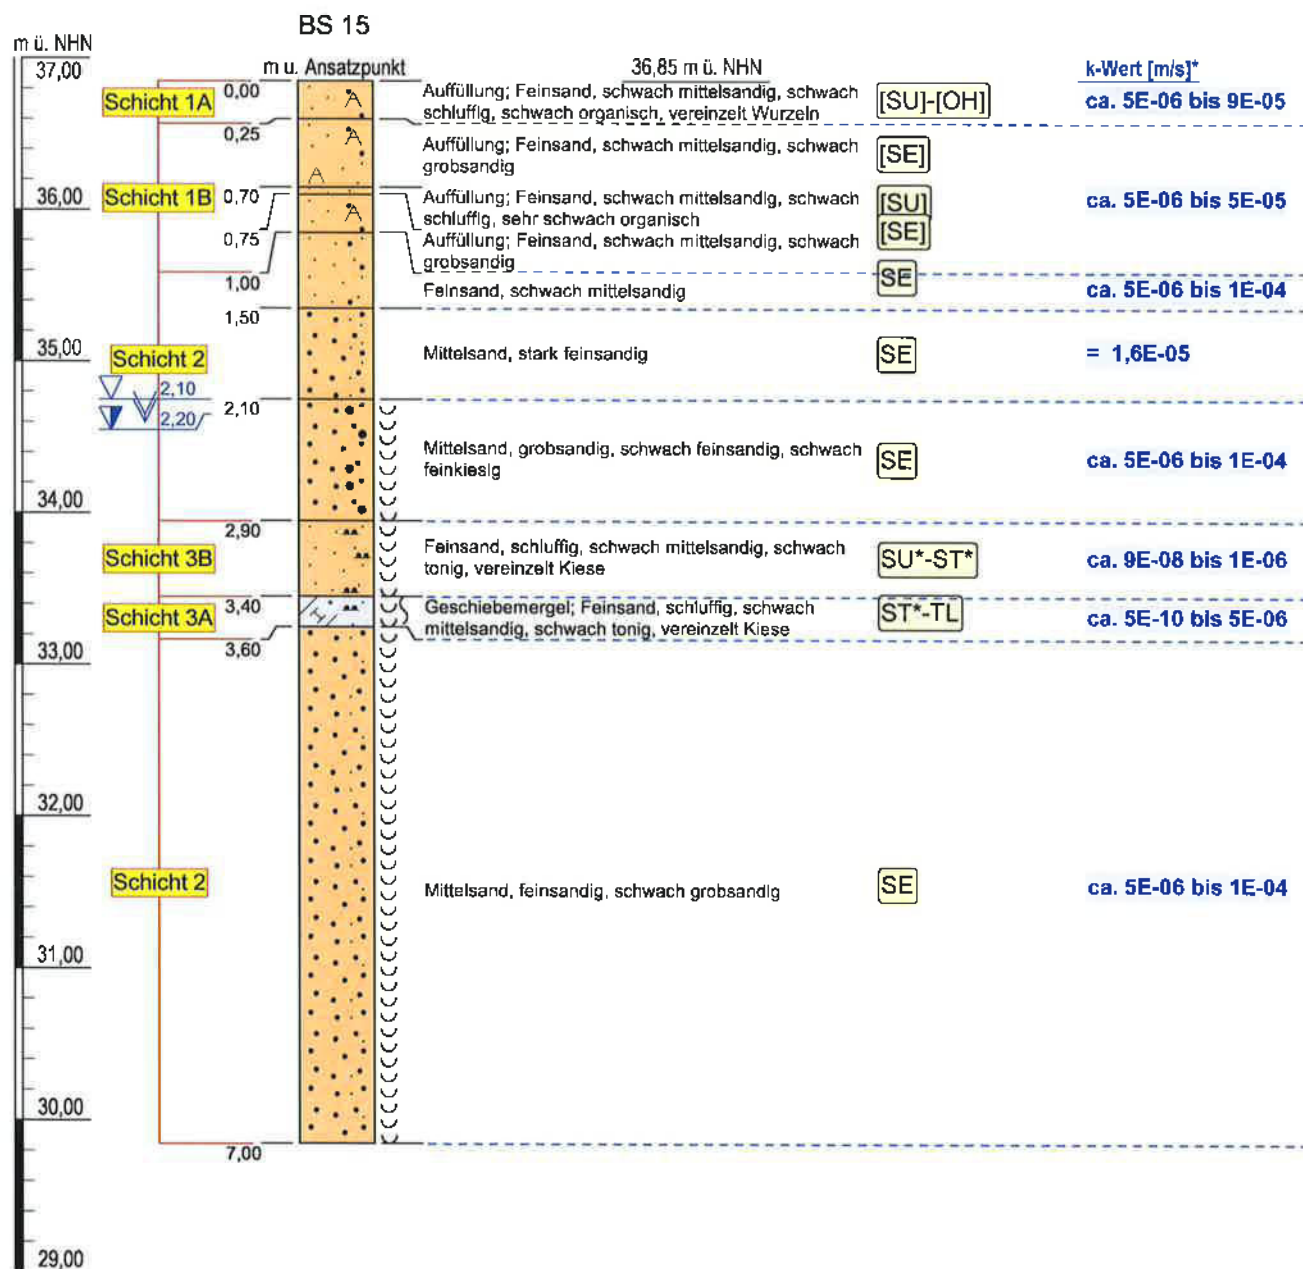 BS 15
m ü. NHN
37,00
m u. Ansatzpunkt
36,85 m ü. NHN
k-Wert [m/s]*
Schicht 1A
0,00
Auffüllung; Feinsand, schwach mittelsandig, schwach
schluffig, schwach organisch, vereinzelt Wurzeln
[SU]-[OH]
ca. 5E-06 bis 9E-05
0,25
Auffüllung; Feinsand, schwach mittelsandig, schwach
grobsandig
[SE]
36,00
Schicht 1B
0,70
Auffüllung; Feinsand, schwach mittelsandig, schwach
schluffig, sehr schwach organisch
[SU]
ca. 5E-06 bis 5E-05
0,75
Auffüllung; Feinsand, schwach mittelsandig, schwach
grobsandig
[SE]
1,00
Feinsand, schwach mittelsandig
SE
ca. 5E-06 bis 1E-04
1,50
35,00
Schicht 2
Mittelsand, stark feinsandig
SE
= 1,6E-05
2,10
2,10
2,20
Mittelsand, grobsandig, schwach feinsandig, schwach
feinkiesig
SE
ca. 5E-06 bis 1E-04
34,00
2,90
Schicht 3B
Feinsand, schluffig, schwach mittelsandig, schwach
tonig, vereinzelt Kiese
SU*-ST*
ca. 9E-08 bis 1E-06
3,40
Schicht 3A
Geschiebemergel; Feinsand, schluffig, schwach
mittelsandig, schwach tonig, vereinzelt Kiese
ST*-TL
ca. 5E-10 bis 5E-06
3,60
33,00
32,00
Schicht 2
Mittelsand, feinsandig, schwach grobsandig
SE
ca. 5E-06 bis 1E-04
31,00
30,00
7,00
29,00